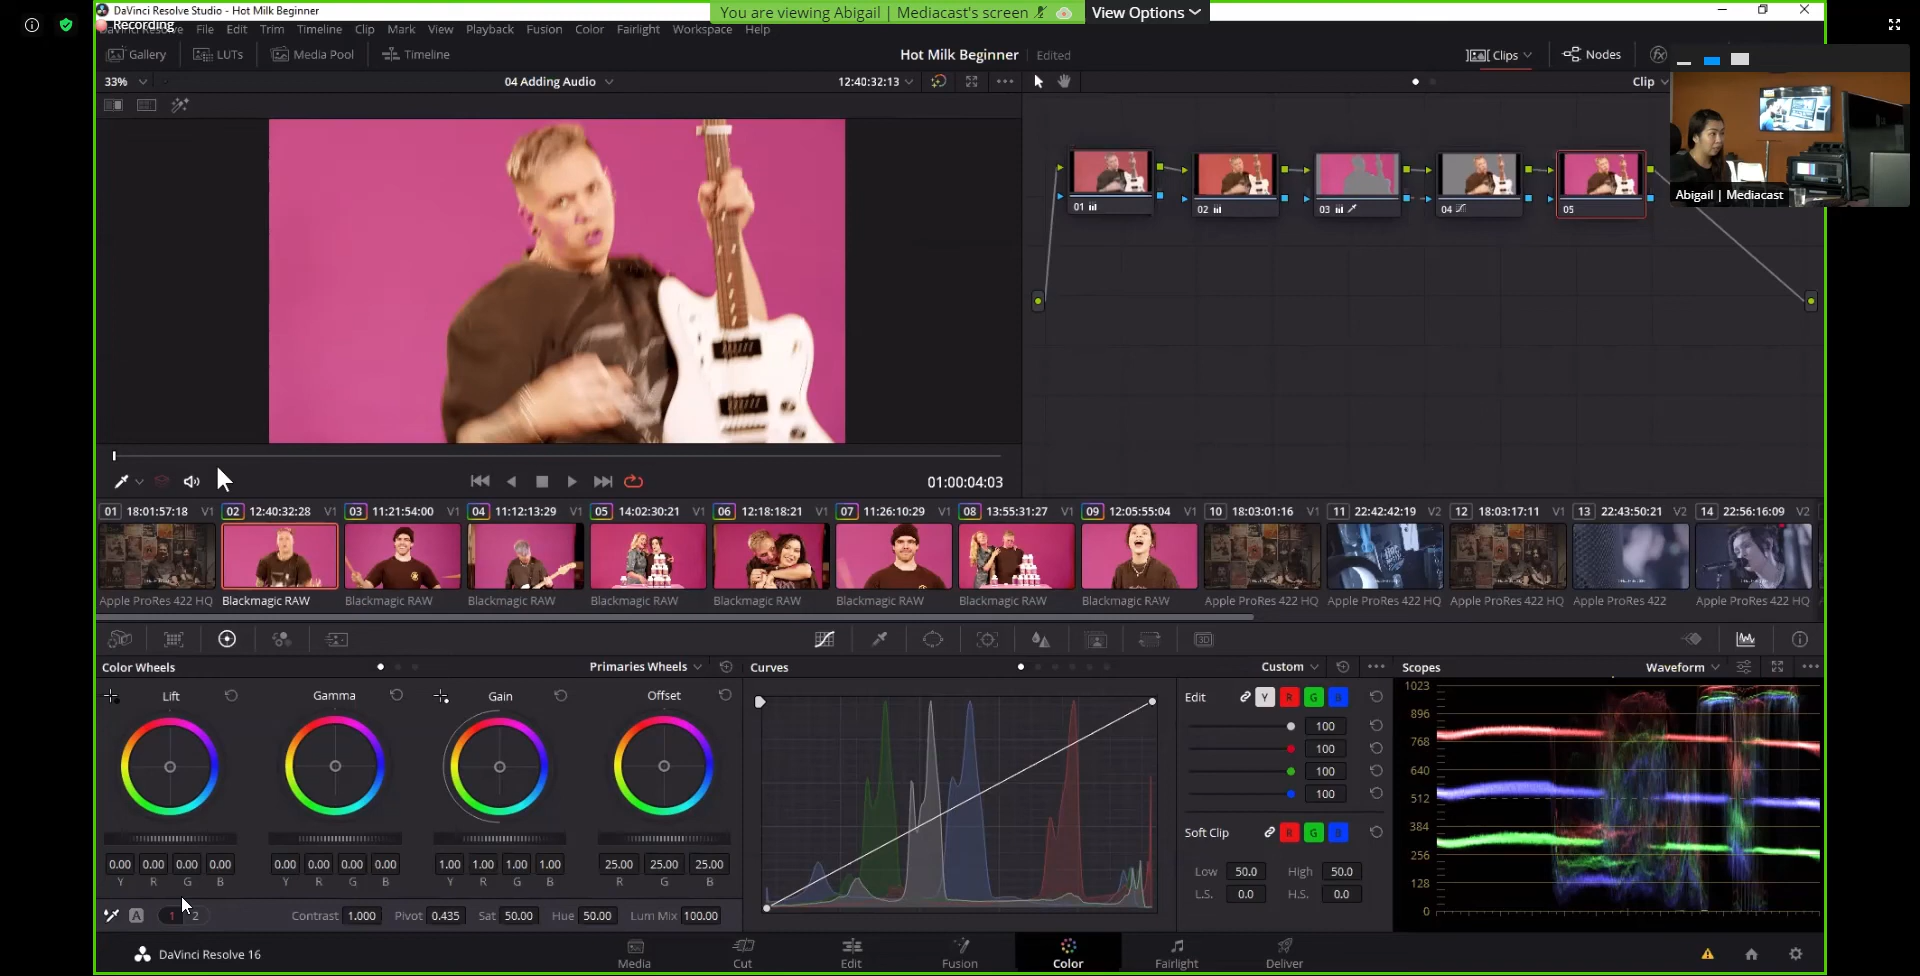 DaVinci Resolve Studio - Hot Milk Beginner
You are viewing Abigail | Mediacast's screen
View Options
Recording
DaVinci Resolve File Edit Trim Timeline Clip Mark View Playback Fusion Color Fairlight Workspace Help
Gallery LUTs Media Pool Timeline
Hot Milk Beginner Edited
Clips Nodes
33% 04 Adding Audio 12:40:32:13 Clip
Abigail | Mediacast
01 02 03 04 05
01:00:04:03
01 18:01:57:18 V1 02 12:40:32:28 V1 03 11:21:54:00 V1 04 11:12:13:29 V1 05 14:02:30:21 V1 06 12:18:18:21 V1 07 11:26:10:29 V1 08 13:55:31:27 V1 09 12:05:55:04 V1 10 18:03:01:16 V1 11 22:42:42:19 V2 12 18:03:17:11 V1 13 22:43:50:21 V2 14 22:56:16:09 V2
Apple ProRes 422 HQ Blackmagic RAW Blackmagic RAW Blackmagic RAW Blackmagic RAW Blackmagic RAW Blackmagic RAW Blackmagic RAW Blackmagic RAW Apple ProRes 422 HQ Apple ProRes 422 HQ Apple ProRes 422 HQ Apple ProRes 422 Apple ProRes 422 HQ
3D
Color Wheels Primaries Wheels Curves Custom Scopes Waveform
Lift Gamma Gain Offset
Edit Y R G B
100
100
100
100
Soft Clip R G B
Low 50.0 High 50.0
L.S. 0.0 H.S. 0.0
1023
896
768
640
512
384
256
128
0
0.00 0.00 0.00 0.00 0.00 0.00 0.00 0.00 1.00 1.00 1.00 1.00 25.00 25.00 25.00
Y R G B Y R G B Y R G B R G B
A 1 2 Contrast 1.000 Pivot 0.435 Sat 50.00 Hue 50.00 Lum Mix 100.00
DaVinci Resolve 16
Media Cut Edit Fusion Color Fairlight Deliver